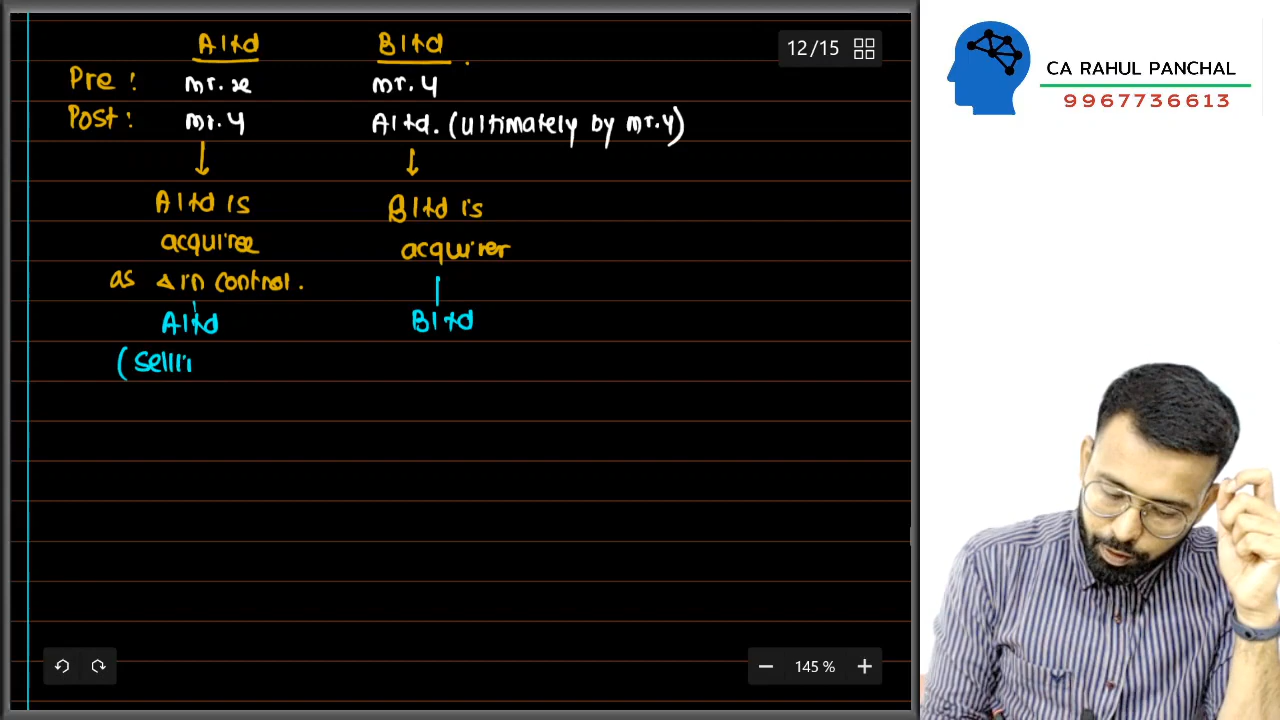 A ltd B ltd
Pre : mr. x mr. y
Post : mr. y A ltd. (ultimately by mr. y)
A ltd is B ltd is
acquiree acquirer
as Δ in control.
A ltd B ltd
(selli
12/15
CA RAHUL PANCHAL
9967736613
145 %